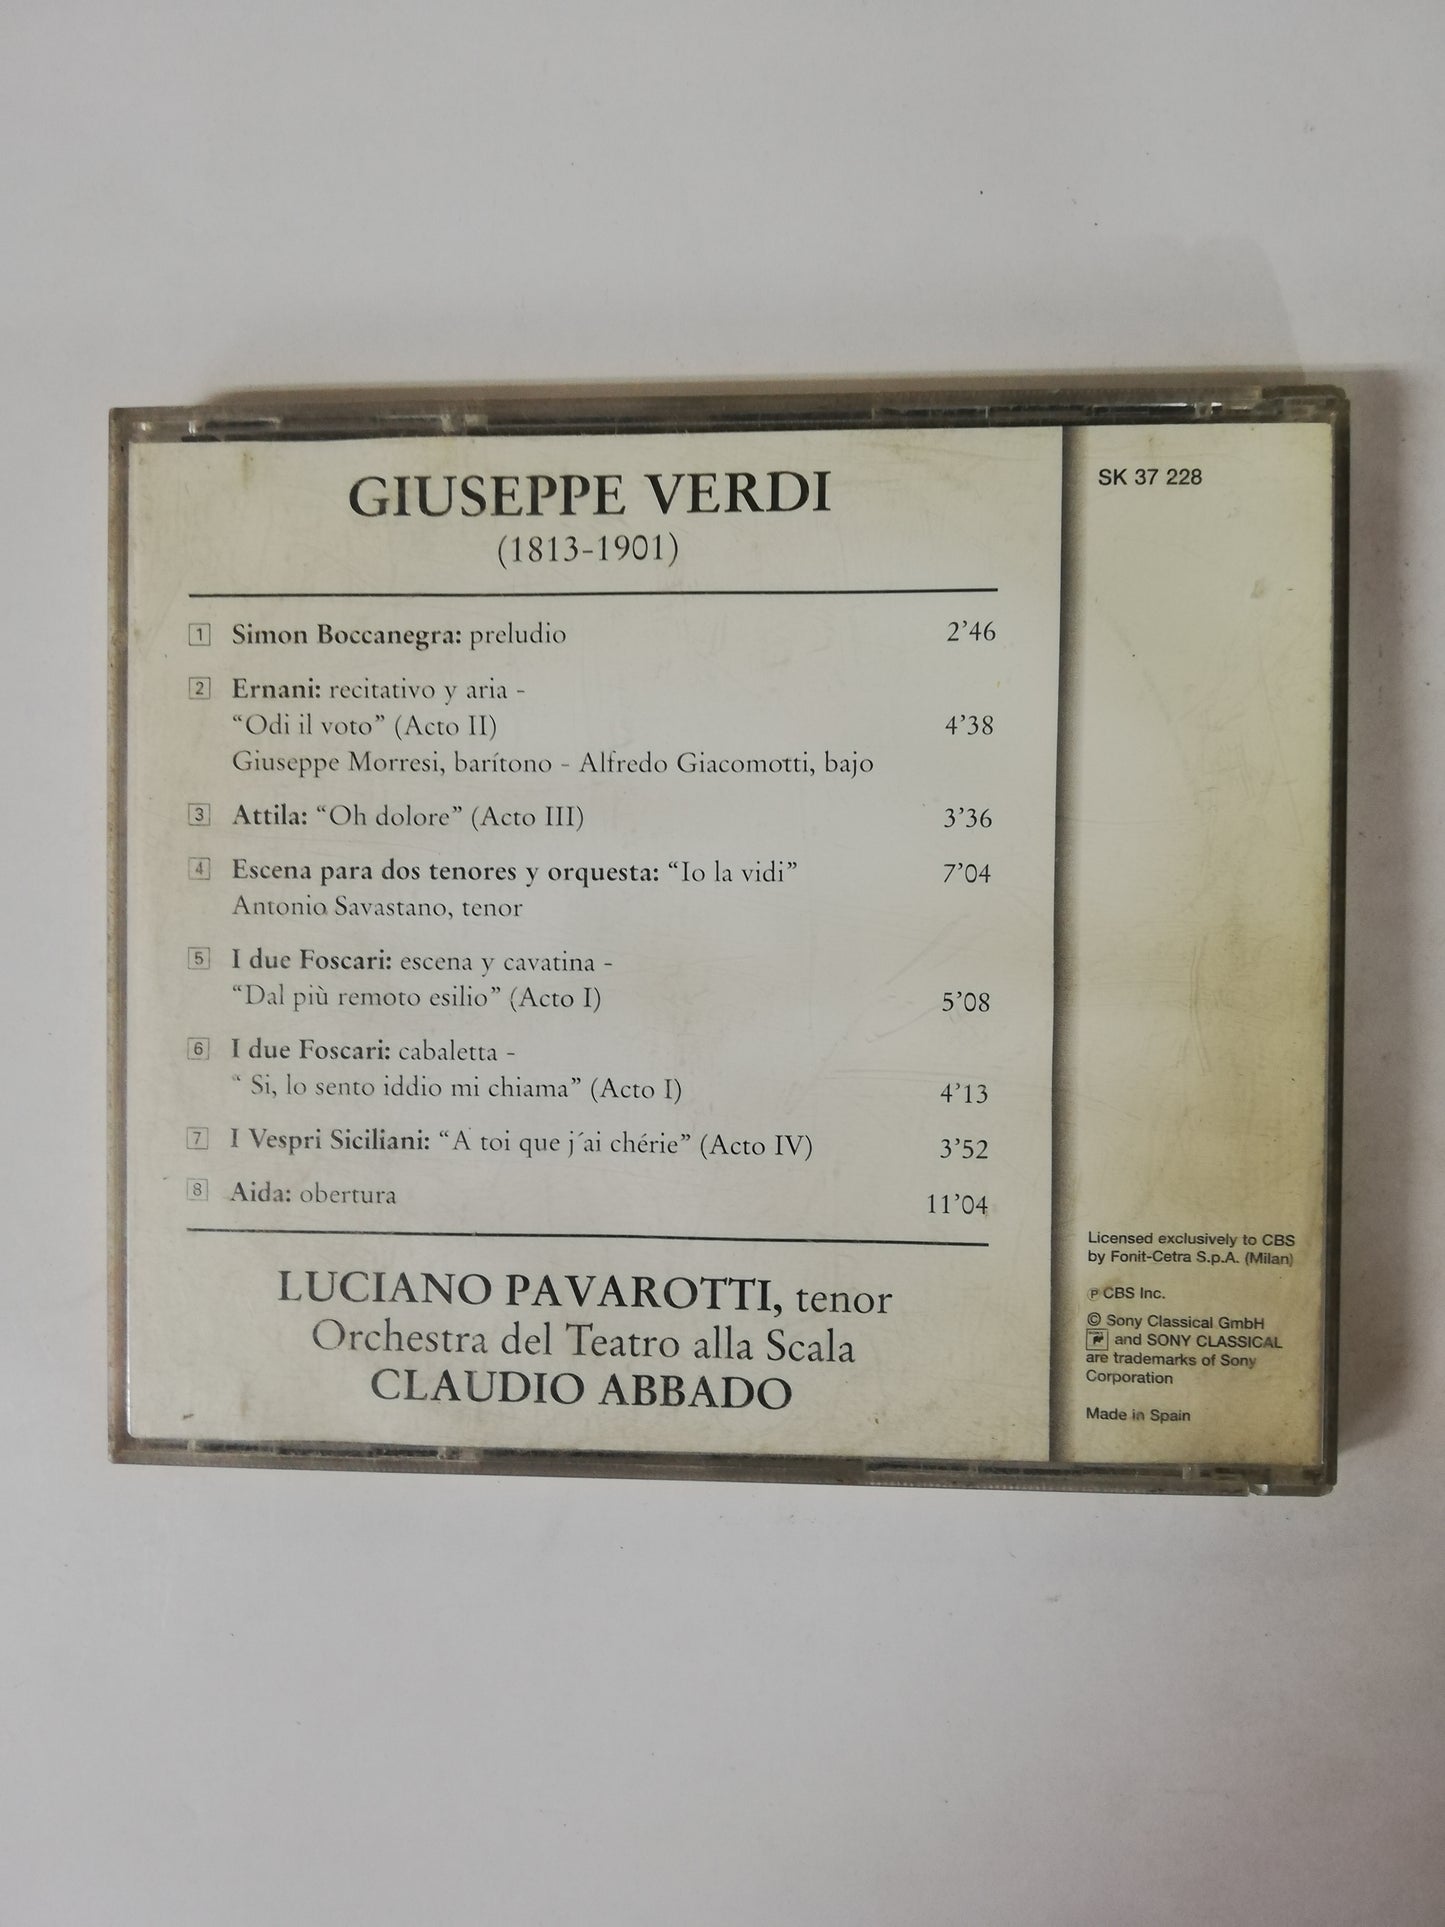 GIUSEPPE VERDI
(1813-1901)
1 Simon Boccanegra: preludio 2’46
2 Ernani: recitativo y aria -
“Odi il voto” (Acto II) 4’38
Giuseppe Morresi, barítono - Alfredo Giacomotti, bajo
3 Attila: “Oh dolore” (Acto III) 3’36
4 Escena para dos tenores y orquesta: “Io la vidi” 7’04
Antonio Savastano, tenor
5 I due Foscari: escena y cavatina -
“Dal più remoto esilio” (Acto I) 5’08
6 I due Foscari: cabaletta -
“ Si, lo sento iddio mi chiama” (Acto I) 4’13
7 I Vespri Siciliani: “A toi que j´ai chérie” (Acto IV) 3’52
8 Aida: obertura 11’04
LUCIANO PAVAROTTI, tenor
Orchestra del Teatro alla Scala
CLAUDIO ABBADO
SK 37 228
Licensed exclusively to CBS
by Fonit-Cetra S.p.A. (Milan)
℗ CBS Inc.
© Sony Classical GmbH
and SONY CLASSICAL
are trademarks of Sony
Corporation
Made in Spain